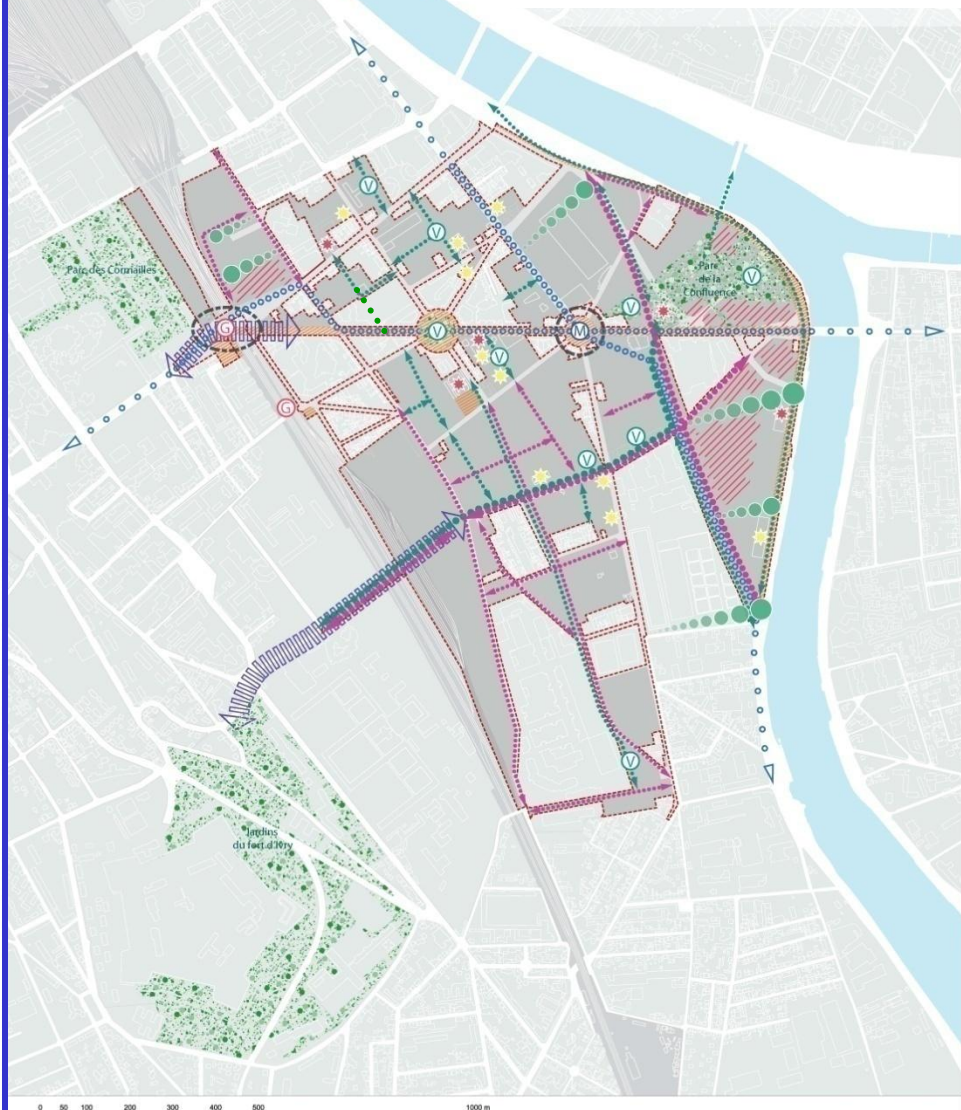 V
V
Parc des Cormailles
Parc
de la
Confluence
V
V
G
V
M
V
G
V
V
V
Jardins
du fort d'Ivry
0 50 100 200 300 400 500 1000 m